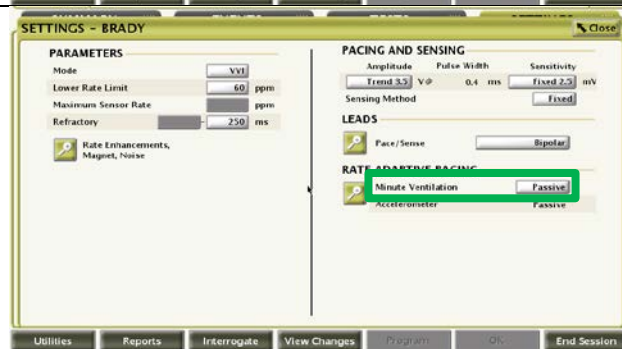 SETTINGS - BRADY
Close
PARAMETERS
Mode VVI
Lower Rate Limit 60 ppm
Maximum Sensor Rate ppm
Refractory - 250 ms
Rate Enhancements,
Magnet, Noise
PACING AND SENSING
Amplitude Pulse Width Sensitivity
Trend 3.5 V 0.4 ms Fixed 2.5 mV
Sensing Method Fixed
LEADS
Pace/Sense Bipolar
RATE ADAPTIVE PACING
Minute Ventilation Passive
Accelerometer Passive
Utilities Reports Interrogate View Changes Program OK End Session